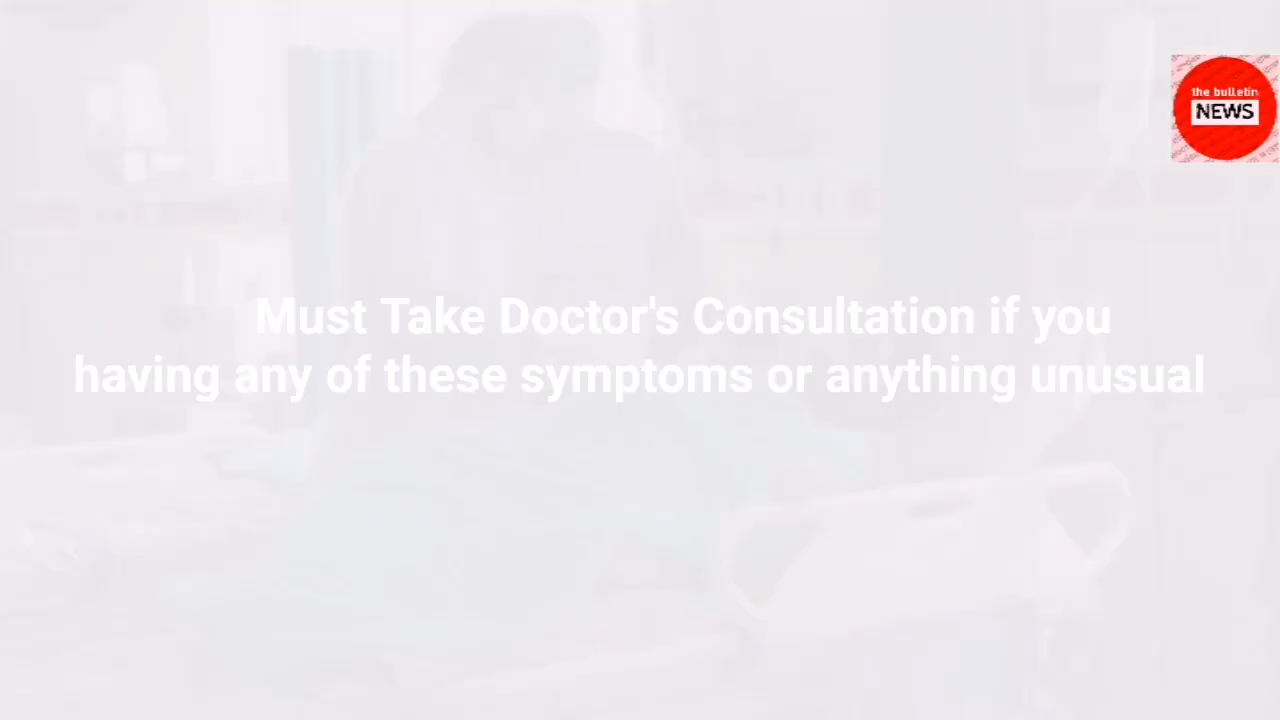 the bulletin
NEWS
Must Take Doctor's Consultation if you
having any of these symptoms or anything unusual